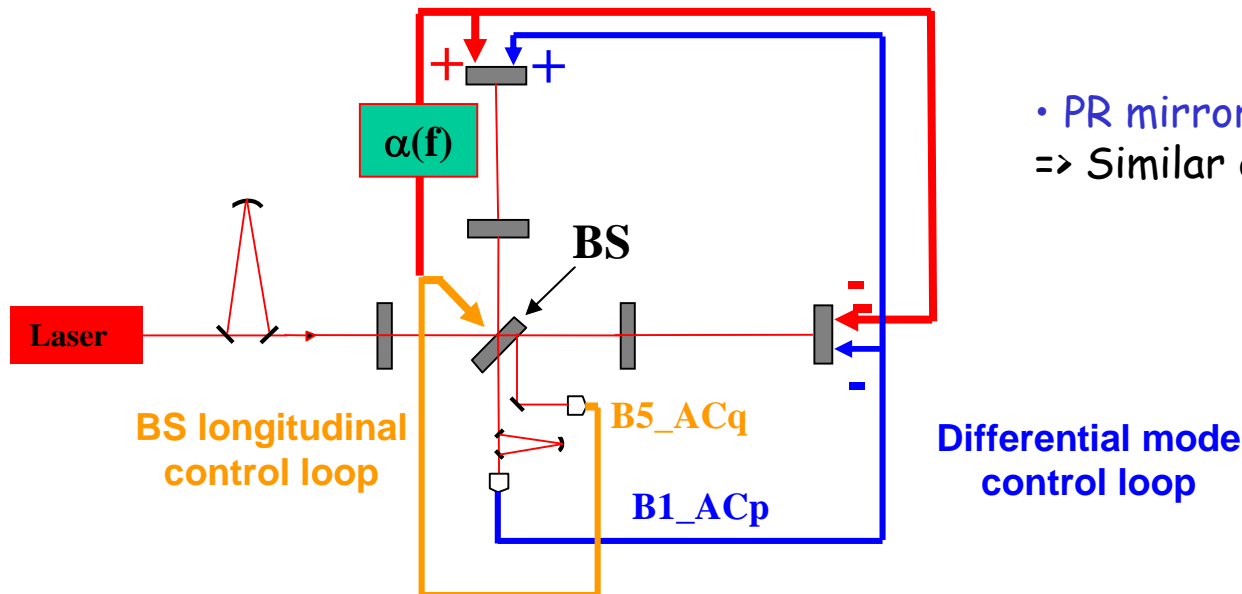 + +
α(f)
• PR mirror
=> Similar
BS
Laser
-
-
-
BS longitudinal
control loop
B5_ACq
Differential mode
control loop
B1_ACp